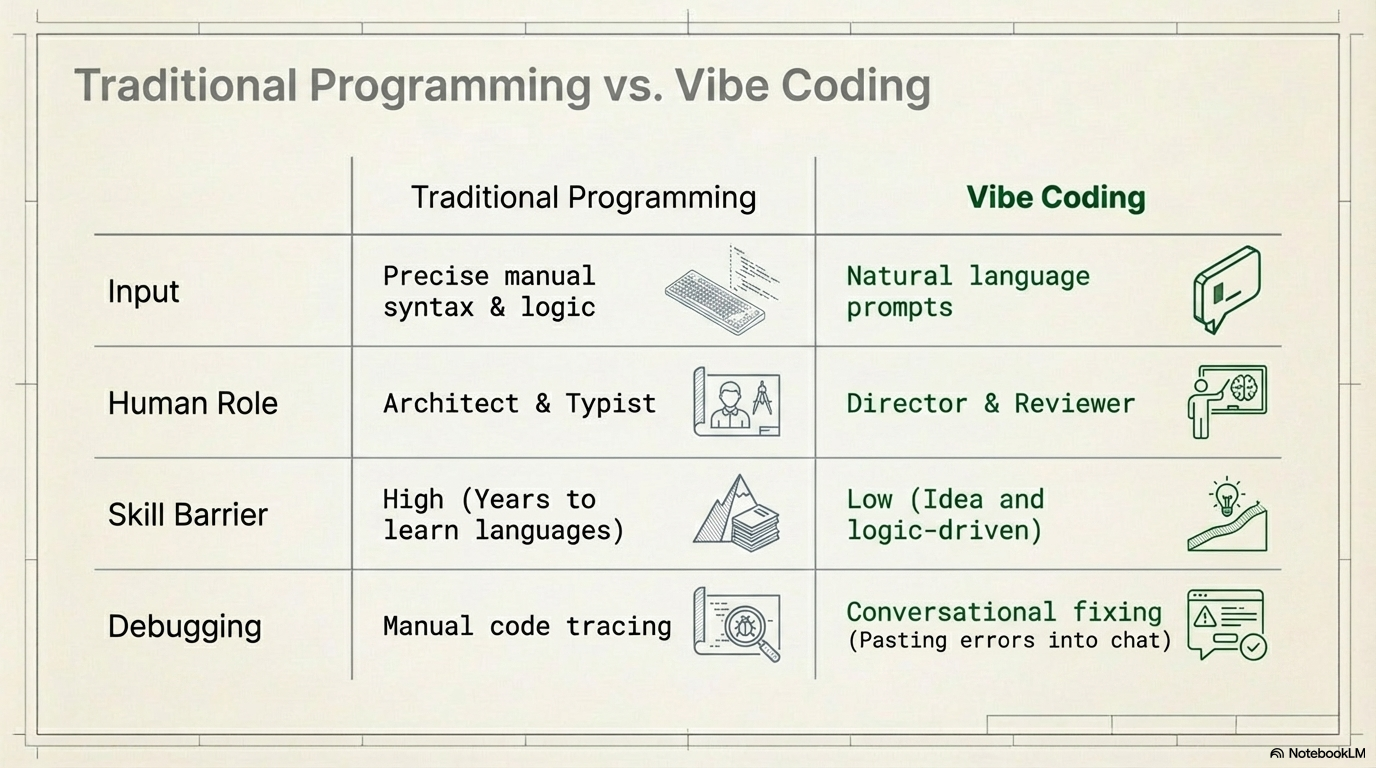 Traditional Programming vs. Vibe Coding
Traditional Programming
Vibe Coding
Input
Precise manual
syntax & logic
Natural language
prompts
Human Role
Architect & Typist
Director & Reviewer
Skill Barrier
High (Years to
learn languages)
Low (Idea and
logic-driven)
Debugging
Manual code tracing
Conversational fixing
(Pasting errors into chat)
NotebookLM